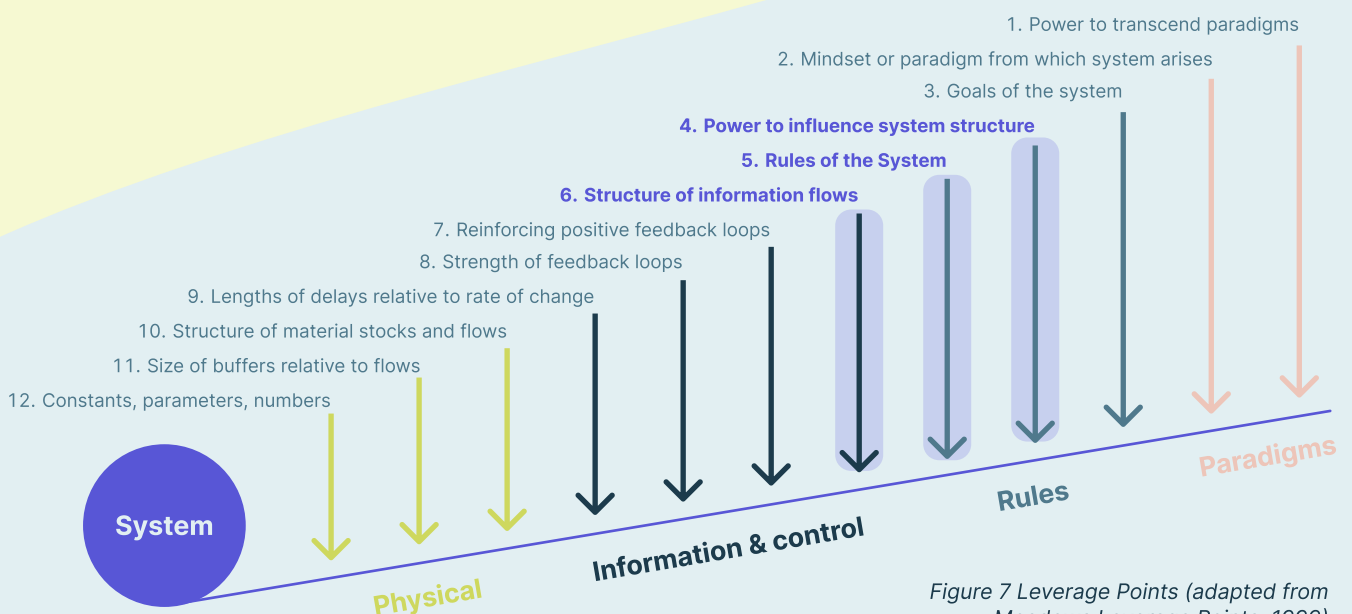 1. Power to transcend paradigms
2. Mindset or paradigm from which system arises
3. Goals of the system
4. Power to influence system structure
5. Rules of the System
6. Structure of information flows
7. Reinforcing positive feedback loops
8. Strength of feedback loops
9. Lengths of delays relative to rate of change
10. Structure of material stocks and flows
11. Size of buffers relative to flows
12. Constants, parameters, numbers
System
Physical
Information & control
Rules
Paradigms
Figure 7 Leverage Points (adapted from